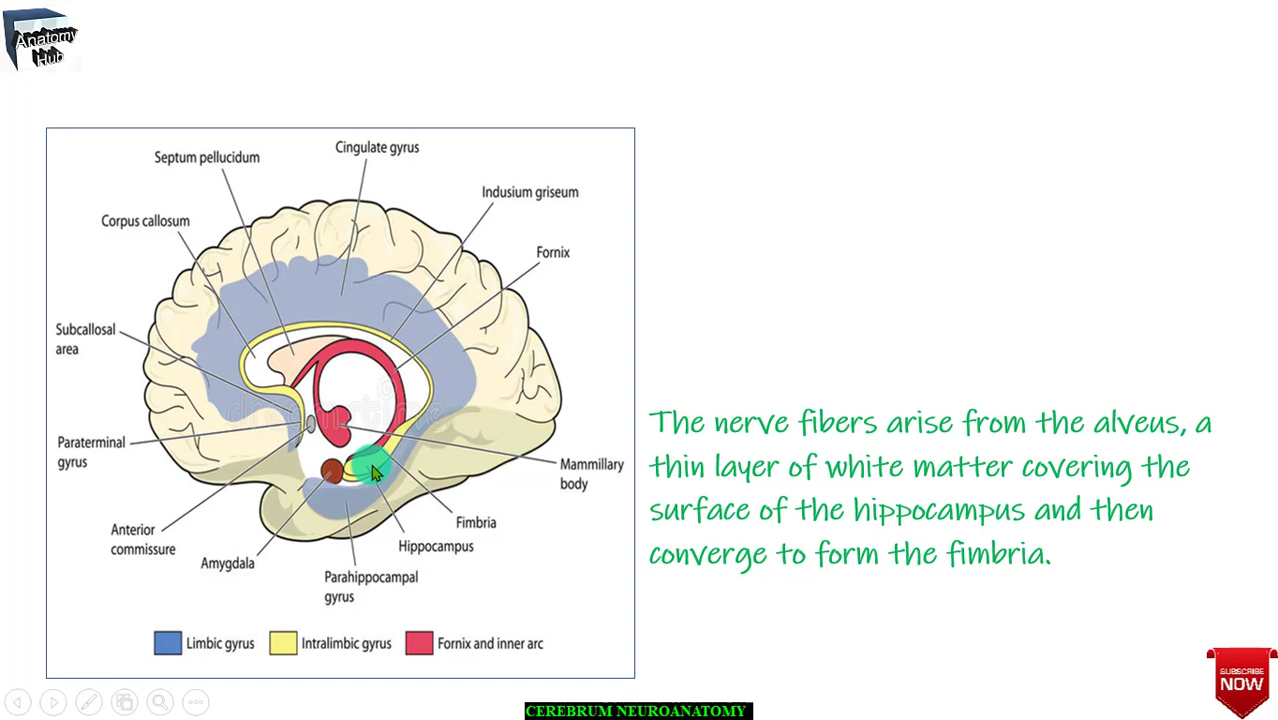 Anatomy
Hub
Cingulate gyrus
Septum pellucidum
Indusium griseum
Corpus callosum
Fornix
Subcallosal
area
Paraterminal
gyrus
Mammillary
body
Anterior
commissure
Fimbria
Hippocampus
Amygdala
Parahippocampal
gyrus
Limbic gyrus
Intralimbic gyrus
Fornix and inner arc
The nerve fibers arise from the alveus, a
thin layer of white matter covering the
surface of the hippocampus and then
converge to form the fimbria.
SUBSCRIBE
NOW
CEREBRUM NEUROANATOMY